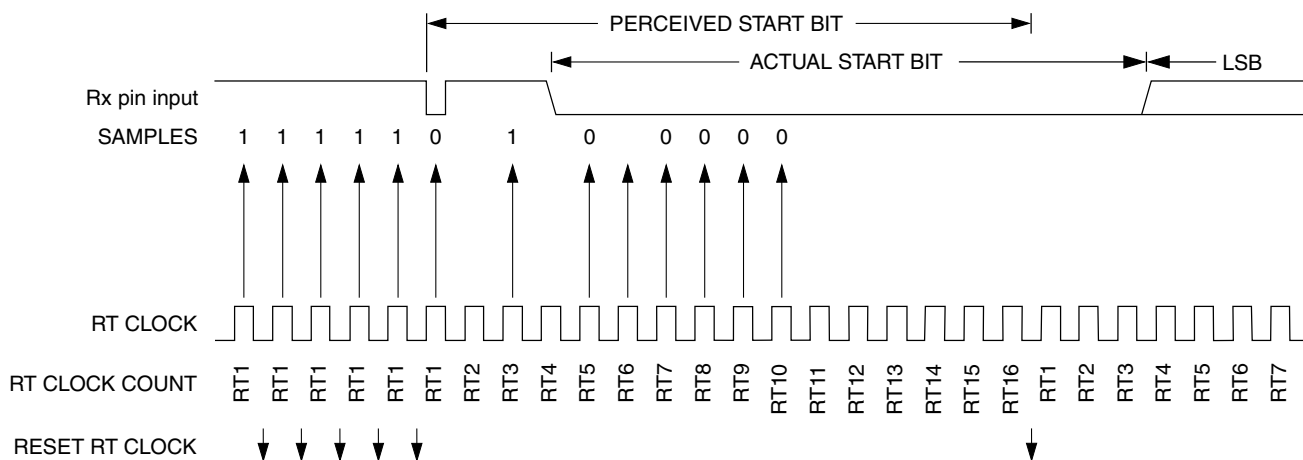 PERCEIVED START BIT
ACTUAL START BIT LSB
Rx pin input
SAMPLES 1 1 1 1 1 0 1 0 0 0 0 0
RT CLOCK
RT CLOCK COUNT RT1 RT1 RT1 RT1 RT1 RT1 RT2 RT3 RT4 RT5 RT6 RT7 RT8 RT9 RT10 RT11 RT12 RT13 RT14 RT15 RT16 RT1 RT2 RT3 RT4 RT5 RT6 RT7
RESET RT CLOCK